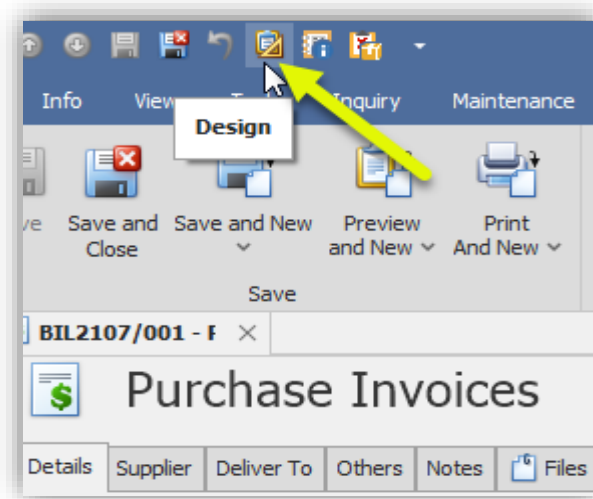 Info View Inquiry Maintenance
Design
Save and Close
Save and New
Preview and New
Print And New
Save
BIL2107/001 -
Purchase Invoices
Details Supplier Deliver To Others Notes Files